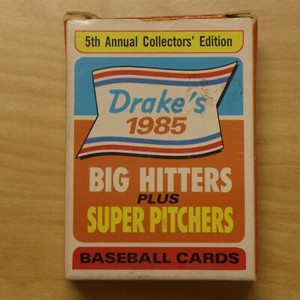 5th Annual Collectors' Edition
Drake's
1985
BIG HITTERS
PLUS
SUPER PITCHERS
BASEBALL CARDS